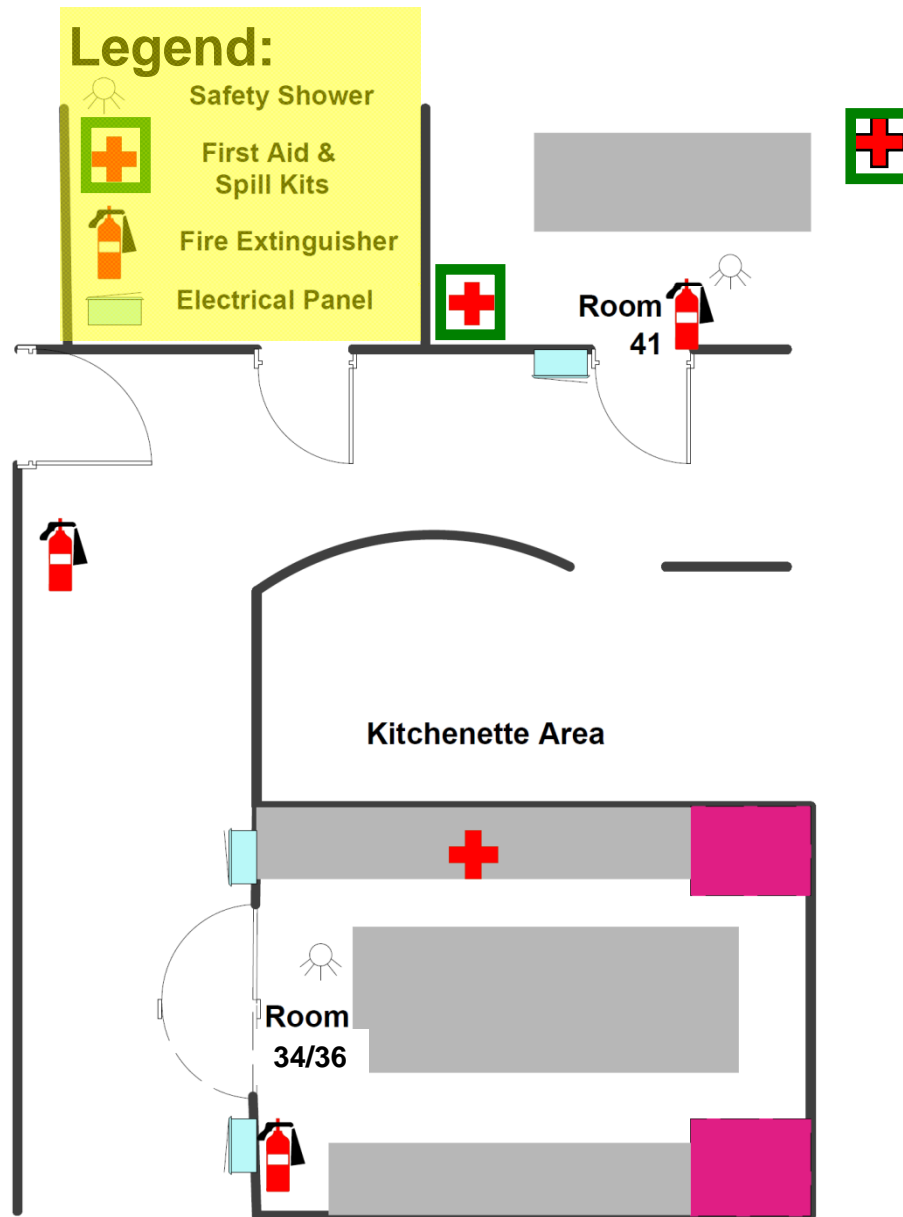 Legend:
Safety Shower
First Aid &
Spill Kits
Fire Extinguisher
Electrical Panel
Room
41
Kitchenette Area
Room
34/36